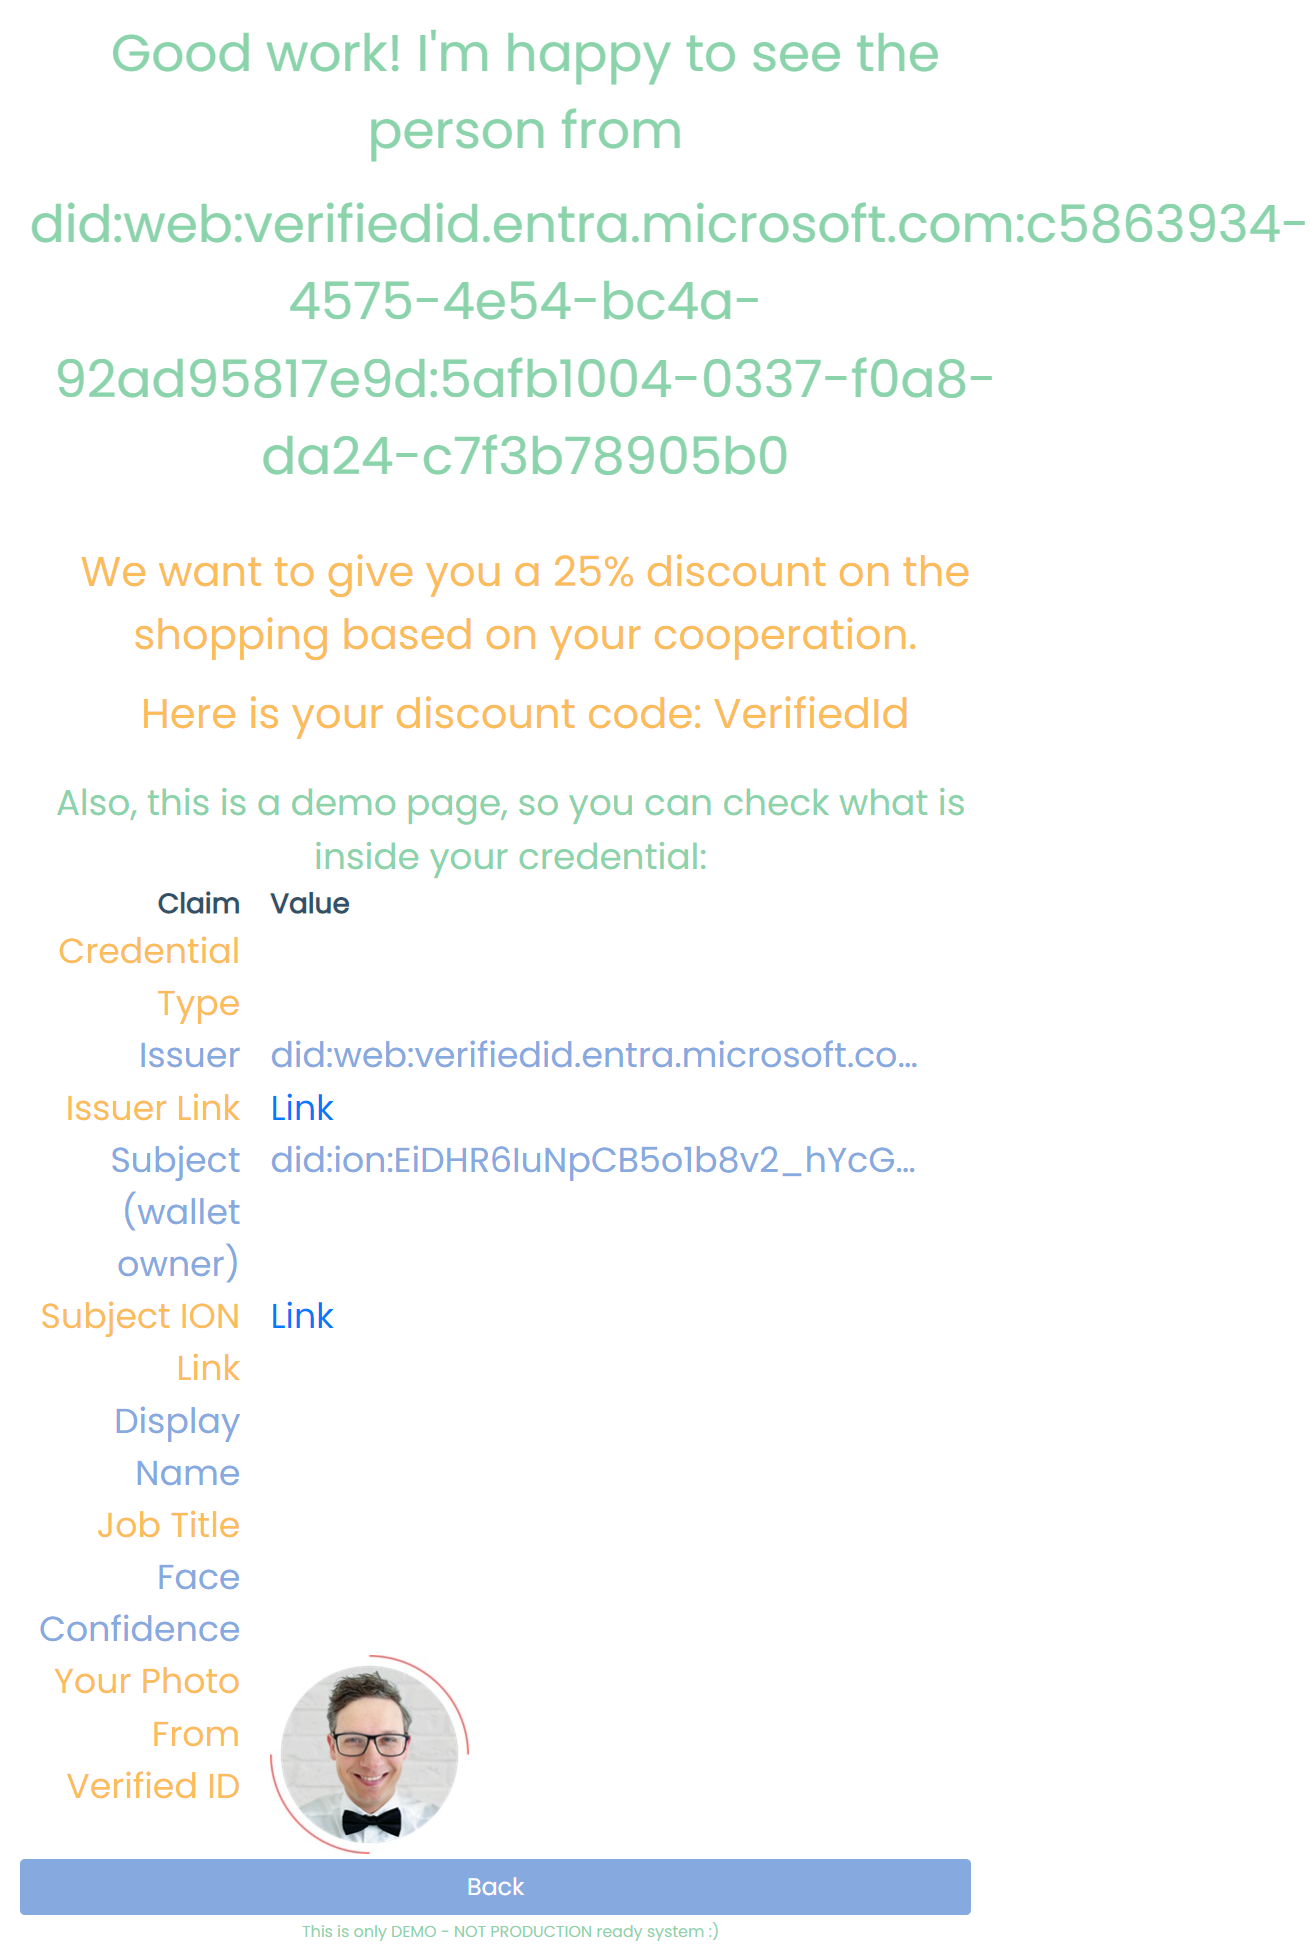 Good work! I'm happy to see the
person from
did:web:verifiedid.entra.microsoft.com:c5863934-
4575-4e54-bc4a-
92ad95817e9d:5afb1004-0337-f0a8-
da24-c7f3b78905b0
We want to give you a 25% discount on the
shopping based on your cooperation.
Here is your discount code: VerifiedId
Also, this is a demo page, so you can check what is
inside your credential:
Claim Value
Credential
Type
Issuer did:web:verifiedid.entra.microsoft.co...
Issuer Link Link
Subject did:ion:EiDHR6IuNpCB5o1b8v2_hYcG...
(wallet
owner)
Subject ION Link
Link
Display
Name
Job Title
Face
Confidence
Your Photo
From
Verified ID
Back
This is only DEMO - NOT PRODUCTION ready system :)